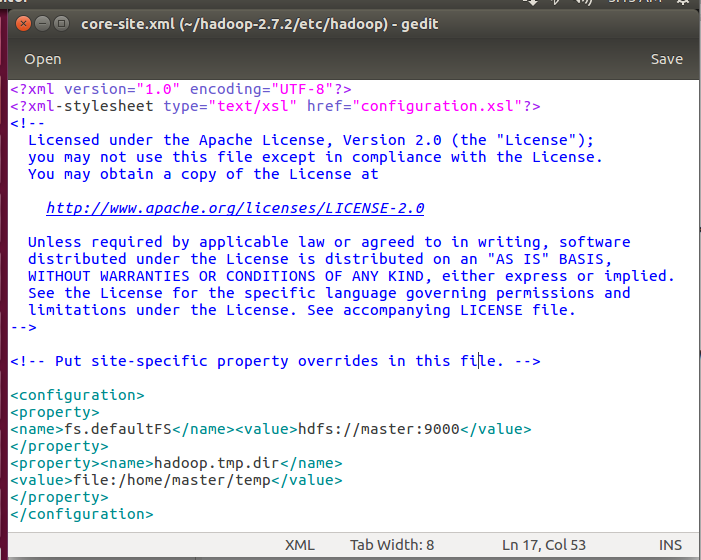 core-site.xml (~/hadoop-2.7.2/etc/hadoop) - gedit
Open Save
<?xml version="1.0" encoding="UTF-8"?>
<?xml-stylesheet type="text/xsl" href="configuration.xsl"?>
<!--
  Licensed under the Apache License, Version 2.0 (the "License");
  you may not use this file except in compliance with the License.
  You may obtain a copy of the License at

    http://www.apache.org/licenses/LICENSE-2.0

  Unless required by applicable law or agreed to in writing, software
  distributed under the License is distributed on an "AS IS" BASIS,
  WITHOUT WARRANTIES OR CONDITIONS OF ANY KIND, either express or implied.
  See the License for the specific language governing permissions and
  limitations under the License. See accompanying LICENSE file.
-->

<!-- Put site-specific property overrides in this file. -->

<configuration>
<property>
<name>fs.defaultFS</name><value>hdfs://master:9000</value>
</property>
<property><name>hadoop.tmp.dir</name>
<value>file:/home/master/temp</value>
</property>
</configuration>
XML Tab Width: 8 Ln 17, Col 53 INS